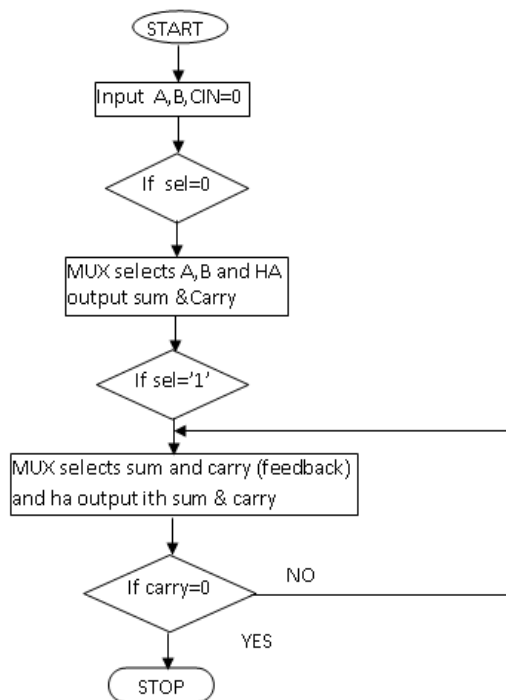 START
Input A,B,CIN=0
If sel=0
MUX selects A,B and HA
output sum &Carry
If sel=’1’
MUX selects sum and carry (feedback)
and ha output ith sum & carry
If carry=0
NO
YES
STOP